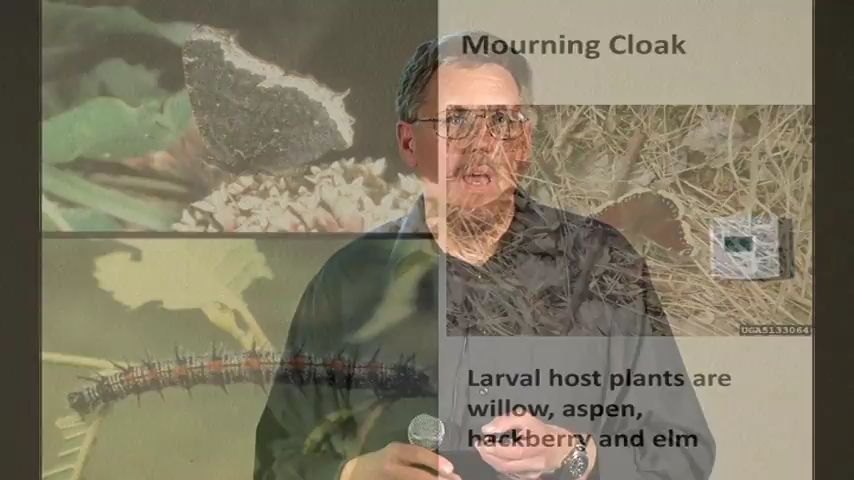 Mourning Cloak
UGA5133064
Larval host plants are
willow, aspen,
hackberry and elm